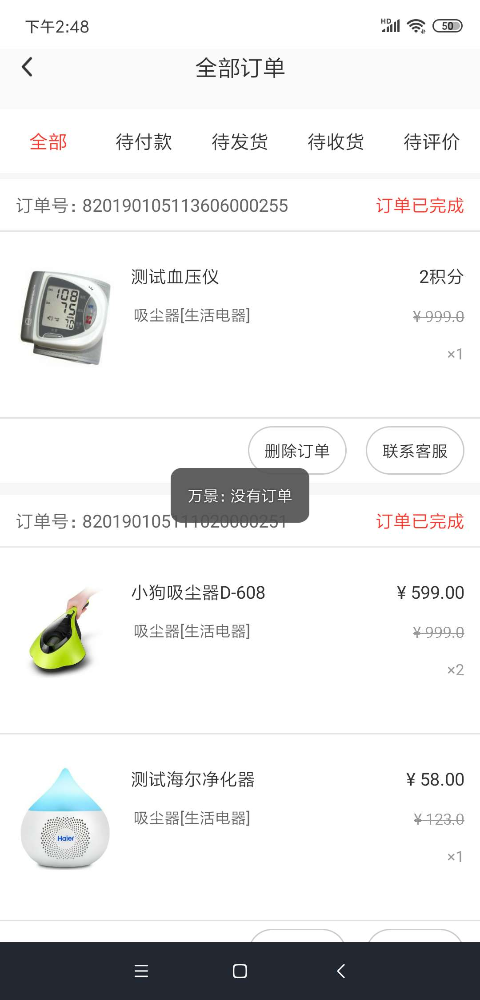 下午2:48
HD
50
全部订单
全部 待付款 待发货 待收货 待评价
订单号: 820190105113606000255 订单已完成
测试血压仪 2积分
吸尘器[生活电器] ¥ 999.0
×1
108
75
70
删除订单 联系客服
万景: 没有订单
订单号: 820190105111020000251 订单已完成
小狗吸尘器D-608 ¥ 599.00
吸尘器[生活电器] ¥ 999.0
×2
测试海尔净化器 ¥ 58.00
吸尘器[生活电器] ¥ 123.0
×1
Haier